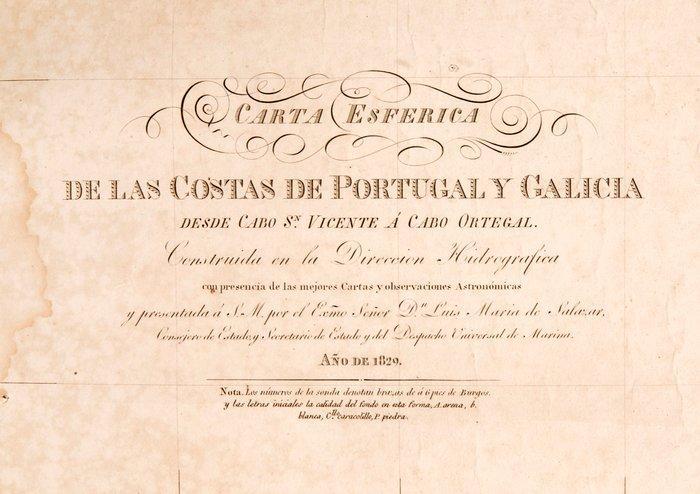 CARTA ESFERICA
DE LAS COSTAS DE PORTUGAL Y GALICIA
DESDE CABO Sn. VICENTE Á CABO ORTEGAL.
Construida en la Direccion Hidrografica
con presencia de las mejores Cartas y observaciones Astronómicas
y presentada á S. M. por el Exmo Señor Dn. Luis Maria de Salazar,
Consejero de Estado, y Secretario de Estado y del Despacho Universal de Marina.
AÑO DE 1829.
Nota. Los números de la sonda denotan brazas de á 6 pies de Burgos.
y las letras iniciales la calidad del fondo en esta forma, A. arena, b.
blanca, Cllo. caracolillo, P. piedra.